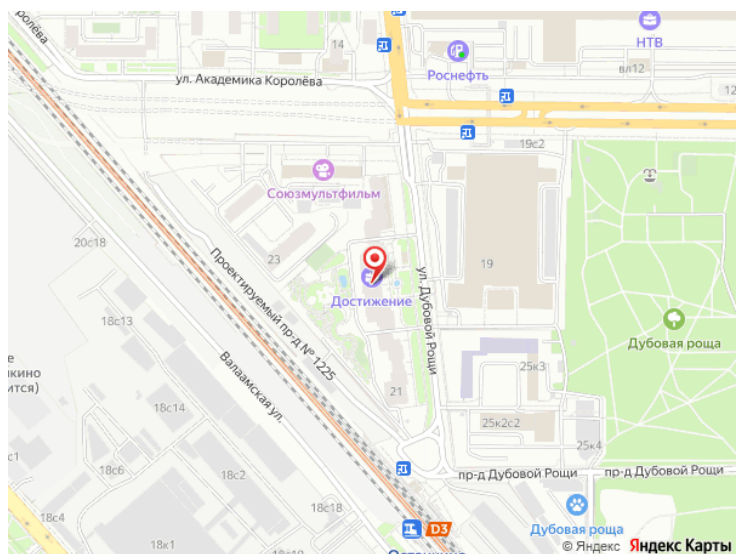 Королёва
14
НТВ
Роснефть
вл12
ул. Академика Королёва
12
19с2
Союзмультфильм
20с18
23
19
Проектируемый пр-д № 1225
Достижение
ул. Дубовой Рощи
18с13
Дубовая роща
Валаамская ул.
25к3
21
18с14
25к2с2
25к4
с1
18с6
18с2
пр-д Дубовой Рощи
пр-д Дубовой Рощи
18с18
18с4
D3
Дубовая роща
18с10
Останкино
© Яндекс Яндекс Карты